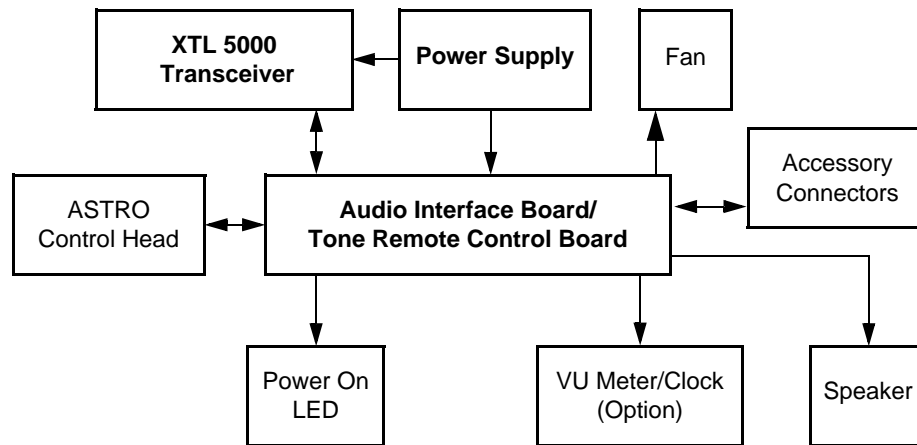 XTL 5000
Transceiver
Power Supply
Fan
Accessory
Connectors
ASTRO
Control Head
Audio Interface Board/
Tone Remote Control Board
Power On
LED
VU Meter/Clock
(Option)
Speaker